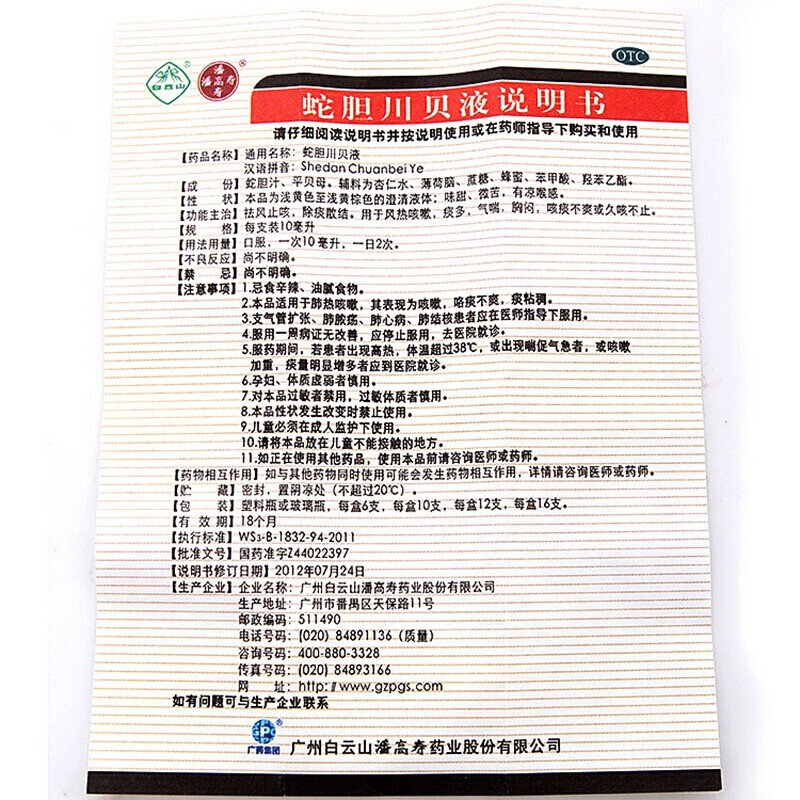 白云山
潘
潘高寿
寿
OTC
蛇胆川贝液说明书
请仔细阅读说明书并按说明使用或在药师指导下购买和使用
【药品名称】通用名称：蛇胆川贝液
汉语拼音：Shedan Chuanbei Ye
【成 份】蛇胆汁、平贝母。辅料为杏仁水、薄荷脑、蔗糖、蜂蜜、苯甲酸、羟苯乙酯。
【性 状】本品为浅黄色至浅黄棕色的澄清液体；味甜、微苦，有凉喉感。
【功能主治】祛风止咳，除痰散结。用于风热咳嗽，痰多，气喘，胸闷，咳痰不爽或久咳不止。
【规 格】每支装10毫升
【用法用量】口服，一次10毫升，一日2次。
【不良反应】尚不明确。
【禁 忌】尚不明确。
【注意事项】1.忌食辛辣、油腻食物。
2.本品适用于肺热咳嗽，其表现为咳嗽，咯痰不爽，痰粘稠。
3.支气管扩张、肺脓疡、肺心病、肺结核患者应在医师指导下服用。
4.服用一周病证无改善，应停止服用，去医院就诊。
5.服药期间，若患者出现高热，体温超过38℃，或出现喘促气急者，或咳嗽
加重，痰量明显增多者应到医院就诊。
6.孕妇、体质虚弱者慎用。
7.对本品过敏者禁用，过敏体质者慎用。
8.本品性状发生改变时禁止使用。
9.儿童必须在成人监护下使用。
10.请将本品放在儿童不能接触的地方。
11.如正在使用其他药品，使用本品前请咨询医师或药师。
【药物相互作用】如与其他药物同时使用可能会发生药物相互作用，详情请咨询医师或药师。
【贮 藏】密封，置阴凉处（不超过20℃）。
【包 装】塑料瓶或玻璃瓶，每盒6支，每盒10支，每盒12支，每盒16支。
【有 效 期】18个月
【执行标准】WS3-B-1832-94-2011
【批准文号】国药准字Z44022397
【说明书修订日期】2012年07月24日
【生产企业】企业名称：广州白云山潘高寿药业股份有限公司
生产地址：广州市番禺区天保路11号
邮政编码：511490
电话号码：(020) 84891136（质量）
咨询号码：400-880-3328
传真号码：(020) 84893166
网 址：http://www.gzpgs.com
如有问题可与生产企业联系
广药集团
广州白云山潘高寿药业股份有限公司